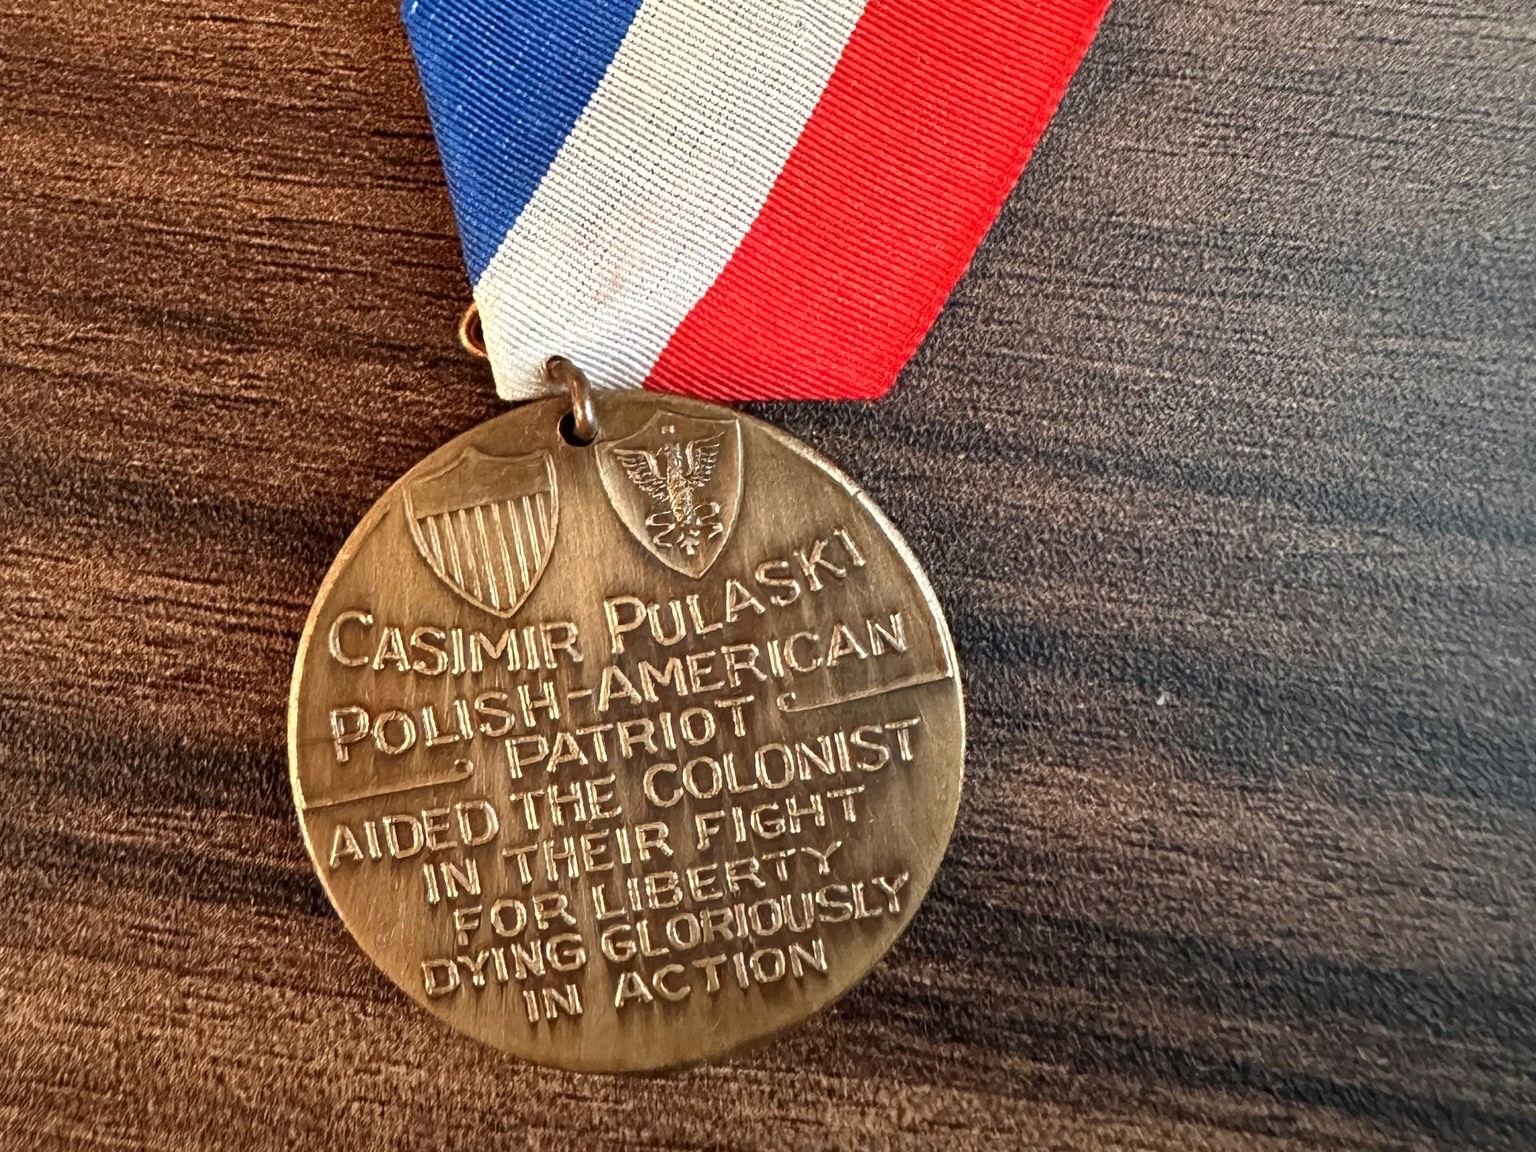 CASIMIR PULASKI
POLISH-AMERICAN
PATRIOT
AIDED THE COLONIST
IN THEIR FIGHT
FOR LIBERTY
DYING GLORIOUSLY
IN ACTION